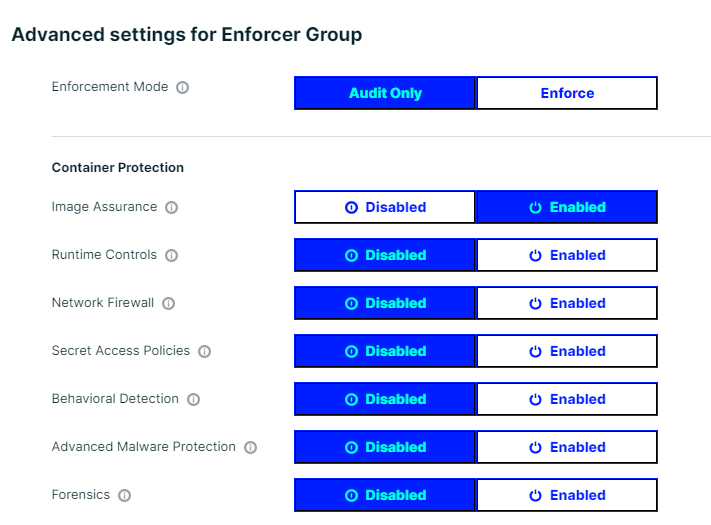 Advanced settings for Enforcer Group
Enforcement Mode Audit Only Enforce
Container Protection
Image Assurance Disabled Enabled
Runtime Controls Disabled Enabled
Network Firewall Disabled Enabled
Secret Access Policies Disabled Enabled
Behavioral Detection Disabled Enabled
Advanced Malware Protection Disabled Enabled
Forensics Disabled Enabled